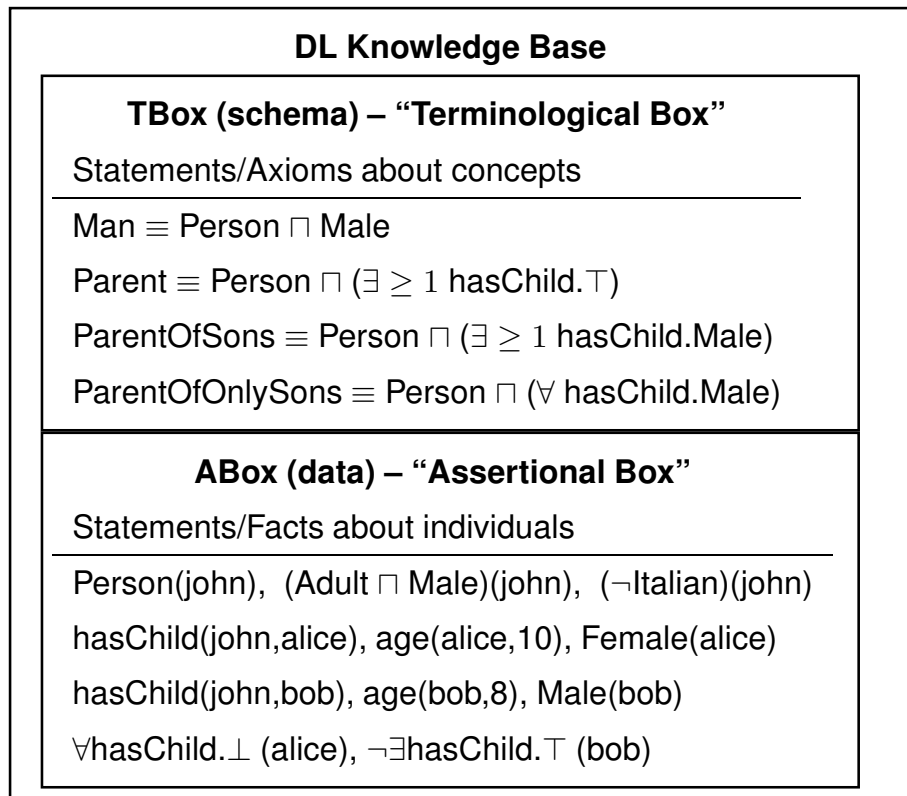 DL Knowledge Base
TBox (schema) – “Terminological Box”
Statements/Axioms about concepts
Man ≡ Person ⊓ Male
Parent ≡ Person ⊓ (∃ ≥ 1 hasChild.⊤)
ParentOfSons ≡ Person ⊓ (∃ ≥ 1 hasChild.Male)
ParentOfOnlySons ≡ Person ⊓ (∀ hasChild.Male)
ABox (data) – “Assertional Box”
Statements/Facts about individuals
Person(john), (Adult ⊓ Male)(john), (¬Italian)(john)
hasChild(john,alice), age(alice,10), Female(alice)
hasChild(john,bob), age(bob,8), Male(bob)
∀hasChild.⊥ (alice), ¬∃hasChild.⊤ (bob)